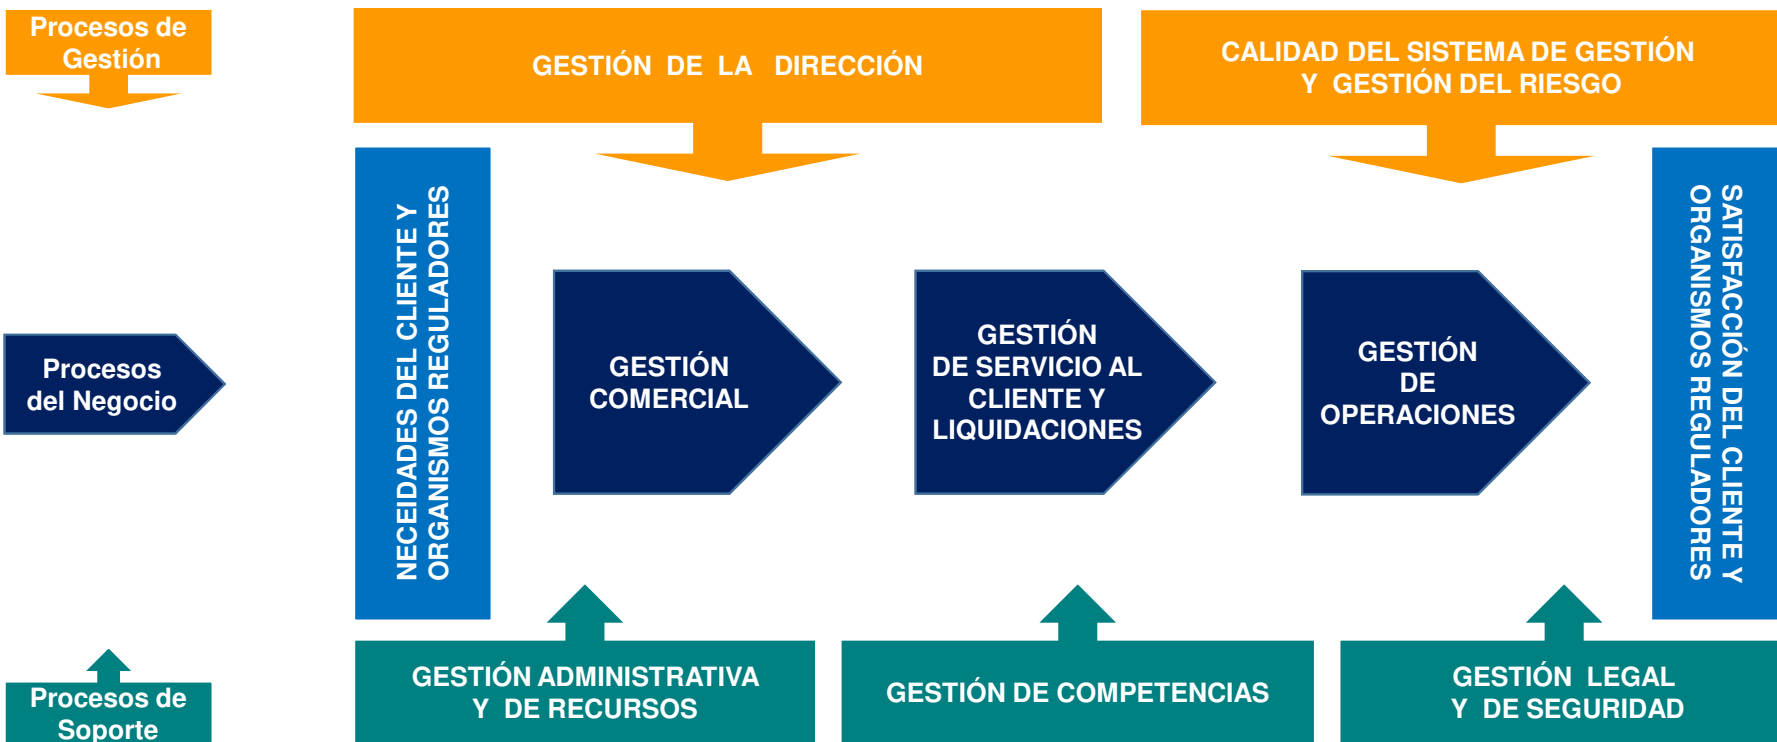 Procesos de
Gestión
GESTIÓN DE LA DIRECCIÓN
CALIDAD DEL SISTEMA DE GESTIÓN
Y GESTIÓN DEL RIESGO
NECEIDADES DEL CLIENTE Y
ORGANISMOS REGULADORES
SATISFACCIÓN DEL CLIENTE Y
ORGANISMOS REGULADORES
Procesos
del Negocio
GESTIÓN
COMERCIAL
GESTIÓN
DE SERVICIO AL
CLIENTE Y
LIQUIDACIONES
GESTIÓN
DE
OPERACIONES
Procesos de
Soporte
GESTIÓN ADMINISTRATIVA
Y DE RECURSOS
GESTIÓN DE COMPETENCIAS
GESTIÓN LEGAL
Y DE SEGURIDAD